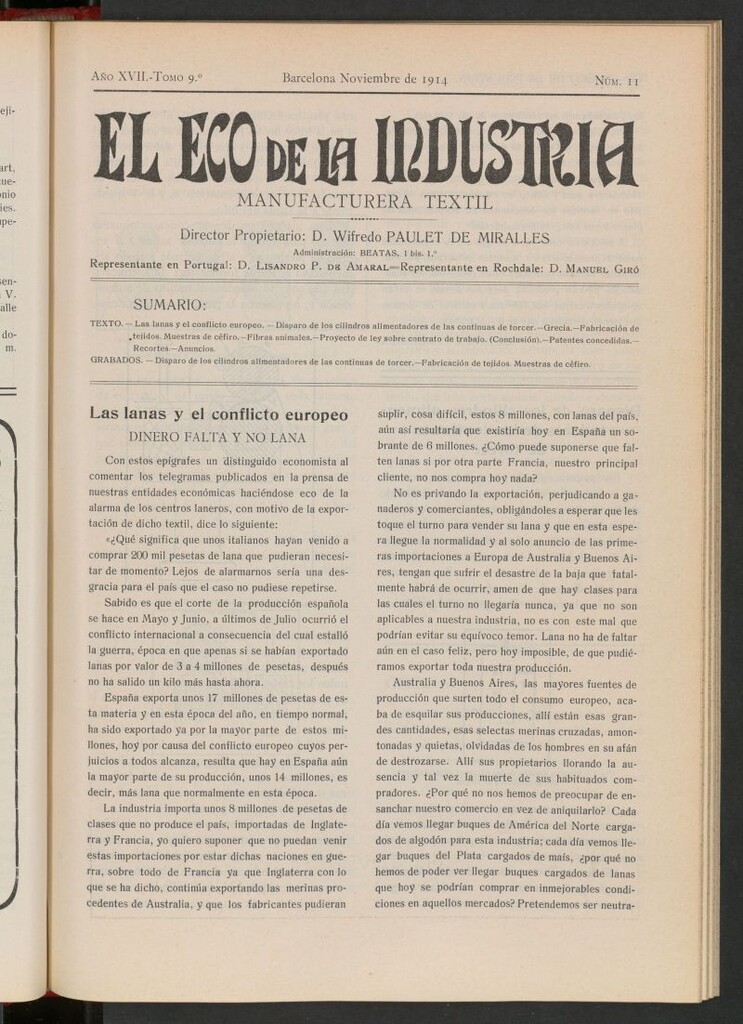 eji-
art,
ue-
onio
ies.
upe-
sen-
V.
alle
do-
m.
AÑO XVII.-TOMO 9.º
Barcelona Noviembre de 1914
NÚM. 11
EL ECO DE LA INDUSTRIA
MANUFACTURERA TEXTIL
Director Propietario: D. Wifredo PAULET DE MIRALLES
Administración: BEATAS, 1 bis. 1.º
Representante en Portugal: D. LISANDRO P. DE AMARAL—Representante en Rochdale: D. MANUEL GIRÓ
SUMARIO:
TEXTO. — Las lanas y el conflicto europeo. — Disparo de los cilindros alimentadores de las continuas de torcer.—Grecia.—Fabricación de
tejidos. Muestras de céfiro.—Fibras animales.—Proyecto de ley sobre contrato de trabajo. (Conclusión).—Patentes concedidas.—
Recortes—Anuncios.
GRABADOS. — Disparo de los cilindros alimentadores de las continuas de torcer.—Fabricación de tejidos. Muestras de céfiro.
Las lanas y el conflicto europeo
DINERO FALTA Y NO LANA
Con estos epígrafes un distinguido economista al
comentar los telegramas publicados en la prensa de
nuestras entidades económicas haciéndose eco de la
alarma de los centros laneros, con motivo de la expor-
tación de dicho textil, dice lo siguiente:
«¿Qué significa que unos italianos hayan venido a
comprar 200 mil pesetas de lana que pudieran necesi-
tar de momento? Lejos de alarmarnos sería una des-
gracia para el país que el caso no pudiese repetirse.
Sabido es que el corte de la producción española
se hace en Mayo y Junio, a últimos de Julio ocurrió el
conflicto internacional a consecuencia del cual estalló
la guerra, época en que apenas si se habían exportado
lanas por valor de 3 a 4 millones de pesetas, después
no ha salido un kilo más hasta ahora.
España exporta unos 17 millones de pesetas de es-
ta materia y en esta época del año, en tiempo normal,
ha sido exportado ya por la mayor parte de estos mi-
llones, hoy por causa del conflicto europeo cuyos per-
juicios a todos alcanza, resulta que hay en España aún
la mayor parte de su producción, unos 14 millones, es
decir, más lana que normalmente en esta época.
La industria importa unos 8 millones de pesetas de
clases que no produce el país, importadas de Inglate-
rra y Francia, yo quiero suponer que no puedan venir
estas importaciones por estar dichas naciones en gue-
rra, sobre todo de Francia ya que Inglaterra con lo
que se ha dicho, continúa exportando las merinas pro-
cedentes de Australia, y que los fabricantes pudieran
suplir, cosa difícil, estos 8 millones, con lanas del país,
aún así resultaría que existiría hoy en España un so-
brante de 6 millones. ¿Cómo puede suponerse que fal-
ten lanas si por otra parte Francia, nuestro principal
cliente, no nos compra hoy nada?
No es privando la exportación, perjudicando a ga-
naderos y comerciantes, obligándoles a esperar que les
toque el turno para vender su lana y que en esta espe-
ra llegue la normalidad y al solo anuncio de las prime-
ras importaciones a Europa de Australia y Buenos Ai-
res, tengan que sufrir el desastre de la baja que fatal-
mente habrá de ocurrir, amen de que hay clases para
las cuales el turno no llegaría nunca, ya que no son
aplicables a nuestra industria, no es con este mal que
podrían evitar su equívoco temor. Lana no ha de faltar
aún en el caso feliz, pero hoy imposible, de que pudié-
ramos exportar toda nuestra producción.
Australia y Buenos Aires, las mayores fuentes de
producción que surten todo el consumo europeo, aca-
ba de esquilar sus producciones, allí están esas gran-
des cantidades, esas selectas merinas cruzadas, amon-
tonadas y quietas, olvidadas de los hombres en su afán
de destrozarse. Allí sus propietarios llorando la au-
sencia y tal vez la muerte de sus habituados com-
pradores. ¿Por qué no nos hemos de preocupar de en-
sanchar nuestro comercio en vez de aniquilarlo? Cada
día vemos llegar buques de América del Norte carga-
dos de algodón para esta industria; cada día vemos lle-
gar buques del Plata cargados de maís, ¿por qué no
hemos de poder ver llegar buques cargados de lanas
que hoy se podrían comprar en inmejorables condi-
ciones en aquellos mercados? Pretendemos ser neutra-